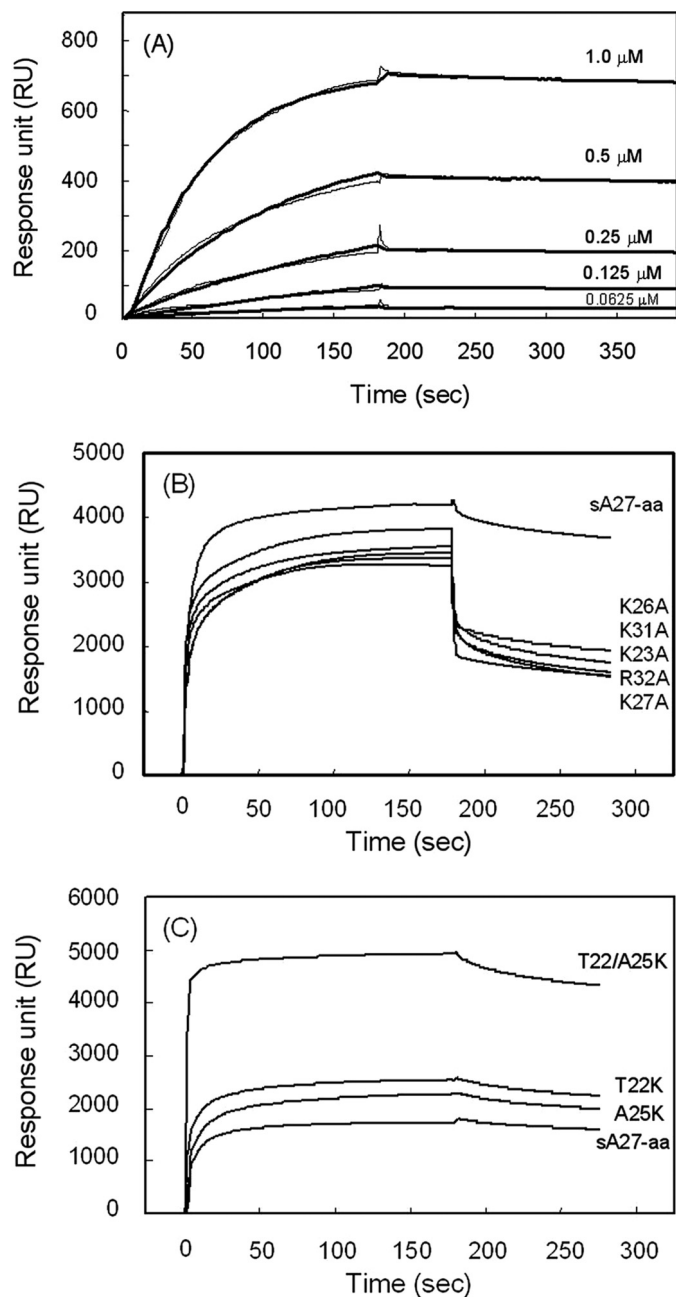 (A)
Response unit (RU)
800
600
400
200
0
1.0 μM
0.5 μM
0.25 μM
0.125 μM
0.0625 μM
0 50 100 150 200 250 300 350
Time (sec)
(B)
Response unit (RU)
5000
4000
3000
2000
1000
0
sA27-aa
K26A
K31A
K23A
R32A
K27A
0 50 100 150 200 250 300
Time (sec)
(C)
Response unit (RU)
6000
5000
4000
3000
2000
1000
0
T22/A25K
T22K
A25K
sA27-aa
0 50 100 150 200 250 300
Time (sec)